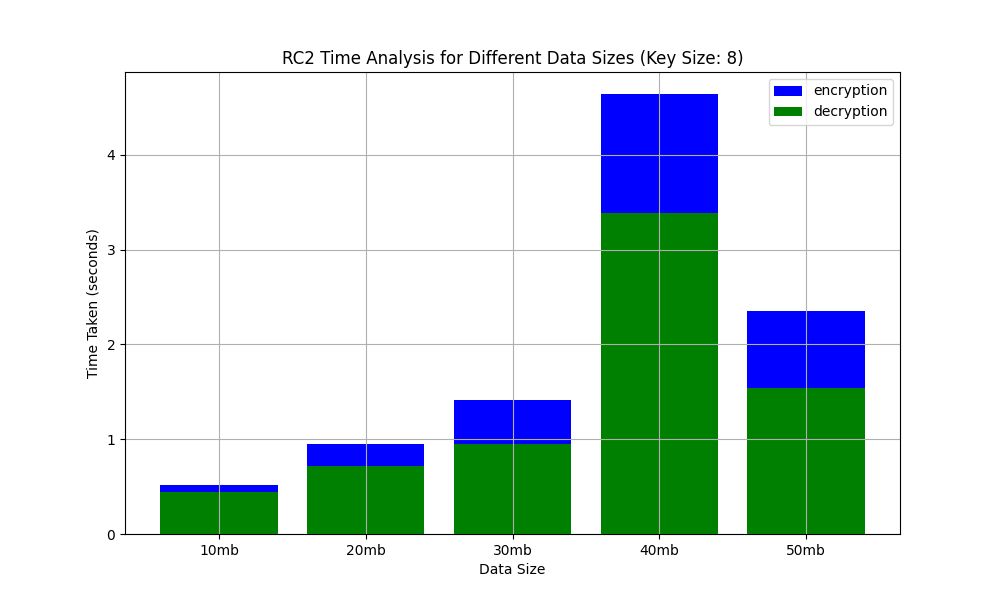 RC2 Time Analysis for Different Data Sizes (Key Size: 8)
encryption
decryption
Time Taken (seconds)
4
3
2
1
0
10mb 20mb 30mb 40mb 50mb
Data Size